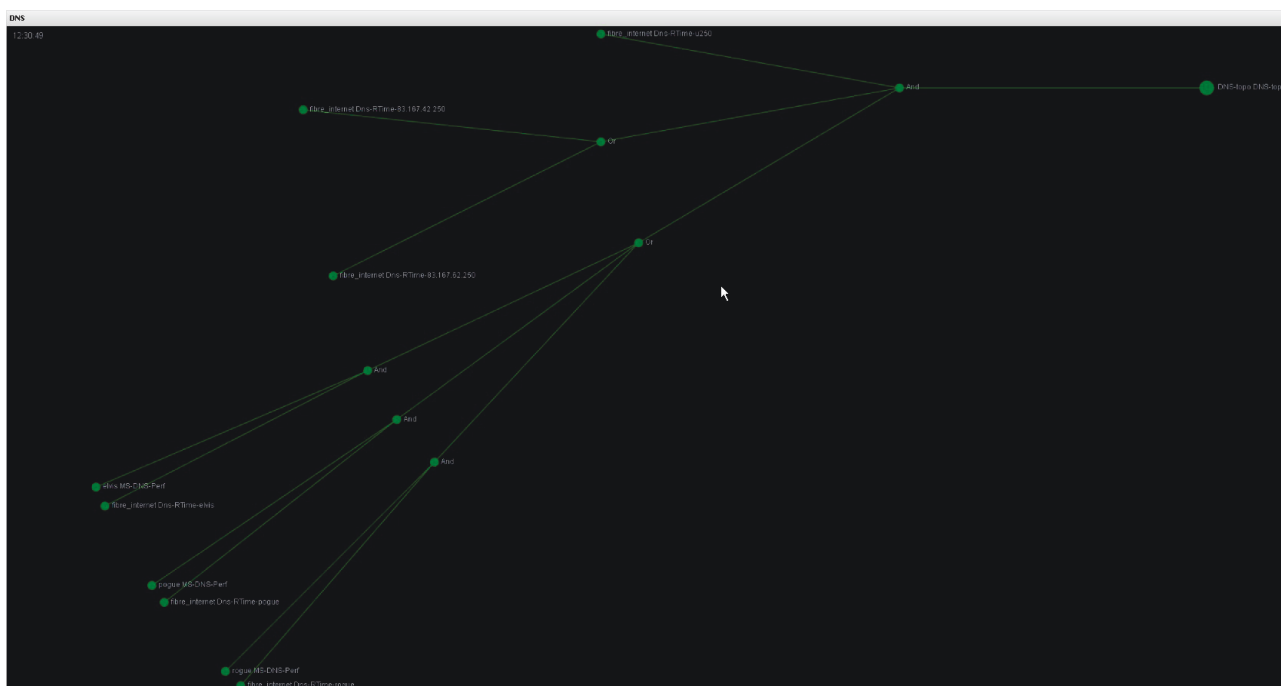 DNS
12:30.49
fibre_internet Dns-RTime-u250
And
DNS-topo DNS-top
fibre_internet Dns-RTime-83.167.42.250
Or
Or
fibre_internet Dns-RTime-83.167.62.250
And
And
And
elvis MS-DNS-Perf
fibre_internet Dns-RTime-elvis
pogue MS-DNS-Perf
fibre_internet Dns-RTime-pogue
rogue MS-DNS-Perf
fibre_internet Dns-RTime-rogue